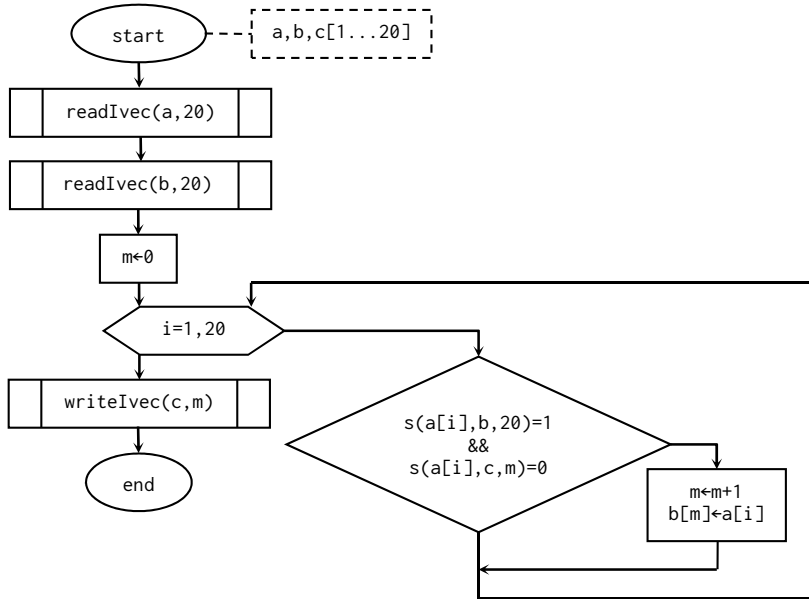 start
a,b,c[1...20]
readIvec(a,20)
readIvec(b,20)
m←0
i=1,20
writeIvec(c,m)
end
s(a[i],b,20)=1
&&
s(a[i],c,m)=0
m←m+1
b[m]←a[i]